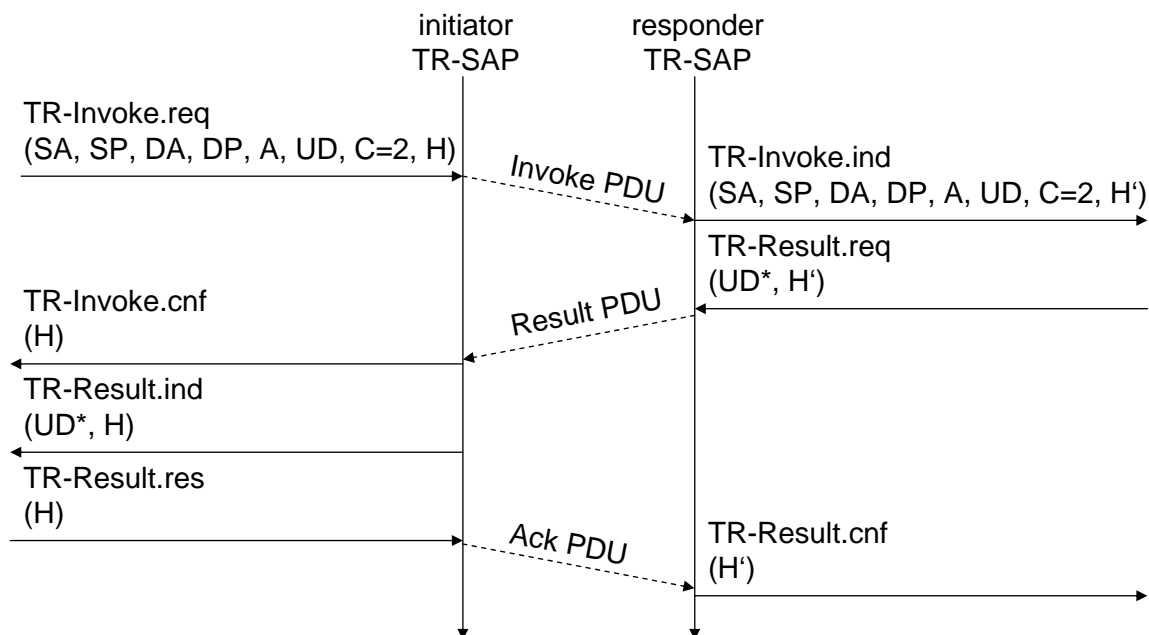 initiator
TR-SAP
responder
TR-SAP
TR-Invoke.req
(SA, SP, DA, DP, A, UD, C=2, H)
Invoke PDU
TR-Invoke.ind
(SA, SP, DA, DP, A, UD, C=2, H‘)
TR-Result.req
(UD*, H‘)
Result PDU
TR-Invoke.cnf
(H)
TR-Result.ind
(UD*, H)
TR-Result.res
(H)
Ack PDU
TR-Result.cnf
(H‘)